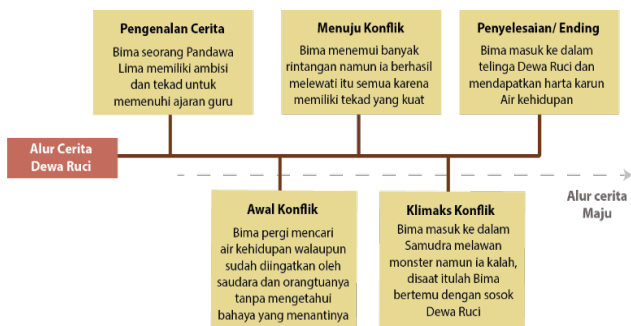 Pengenalan Cerita
Bima seorang Pandawa
Lima memiliki ambisi
dan tekad untuk
memenuhi ajaran guru
Menuju Konflik
Bima menemui banyak
rintangan namun ia berhasil
melewati itu semua karena
memiliki tekad yang kuat
Penyelesaian/ Ending
Bima masuk ke dalam
telinga Dewa Ruci dan
mendapatkan harta karun
Air kehidupan
Alur Cerita
Dewa Ruci
Alur cerita
Maju
Awal Konflik
Bima pergi mencari
air kehidupan walaupun
sudah diingatkan oleh
saudara dan orangtuanya
tanpa mengetahui
bahaya yang menantinya
Klimaks Konflik
Bima masuk ke dalam
Samudra melawan
monster namun ia kalah,
disaat itulah Bima
bertemu dengan sosok
Dewa Ruci